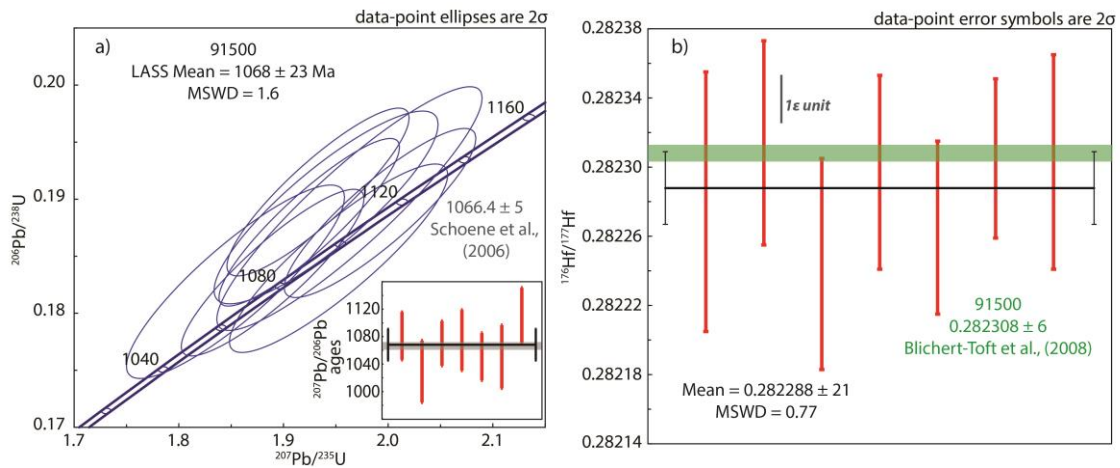 data-point ellipses are 2σ
a)
91500
LASS Mean = 1068 ± 23 Ma
MSWD = 1.6
0.20
0.19
0.18
0.17
206Pb/238U
1160
1120
1080
1040
1066.4 ± 5
Schoene et al.,
(2006)
1120
1080
1040
1000
207Pb/206Pb
ages
1.7
1.8
1.9
2.0
2.1
207Pb/235U
data-point error symbols are 2σ
b)
0.28238
0.28234
0.28230
0.28226
0.28222
0.28218
0.28214
176Hf/177Hf
1ε unit
91500
0.282308 ± 6
Blichert-Toft et al., (2008)
Mean = 0.282288 ± 21
MSWD = 0.77